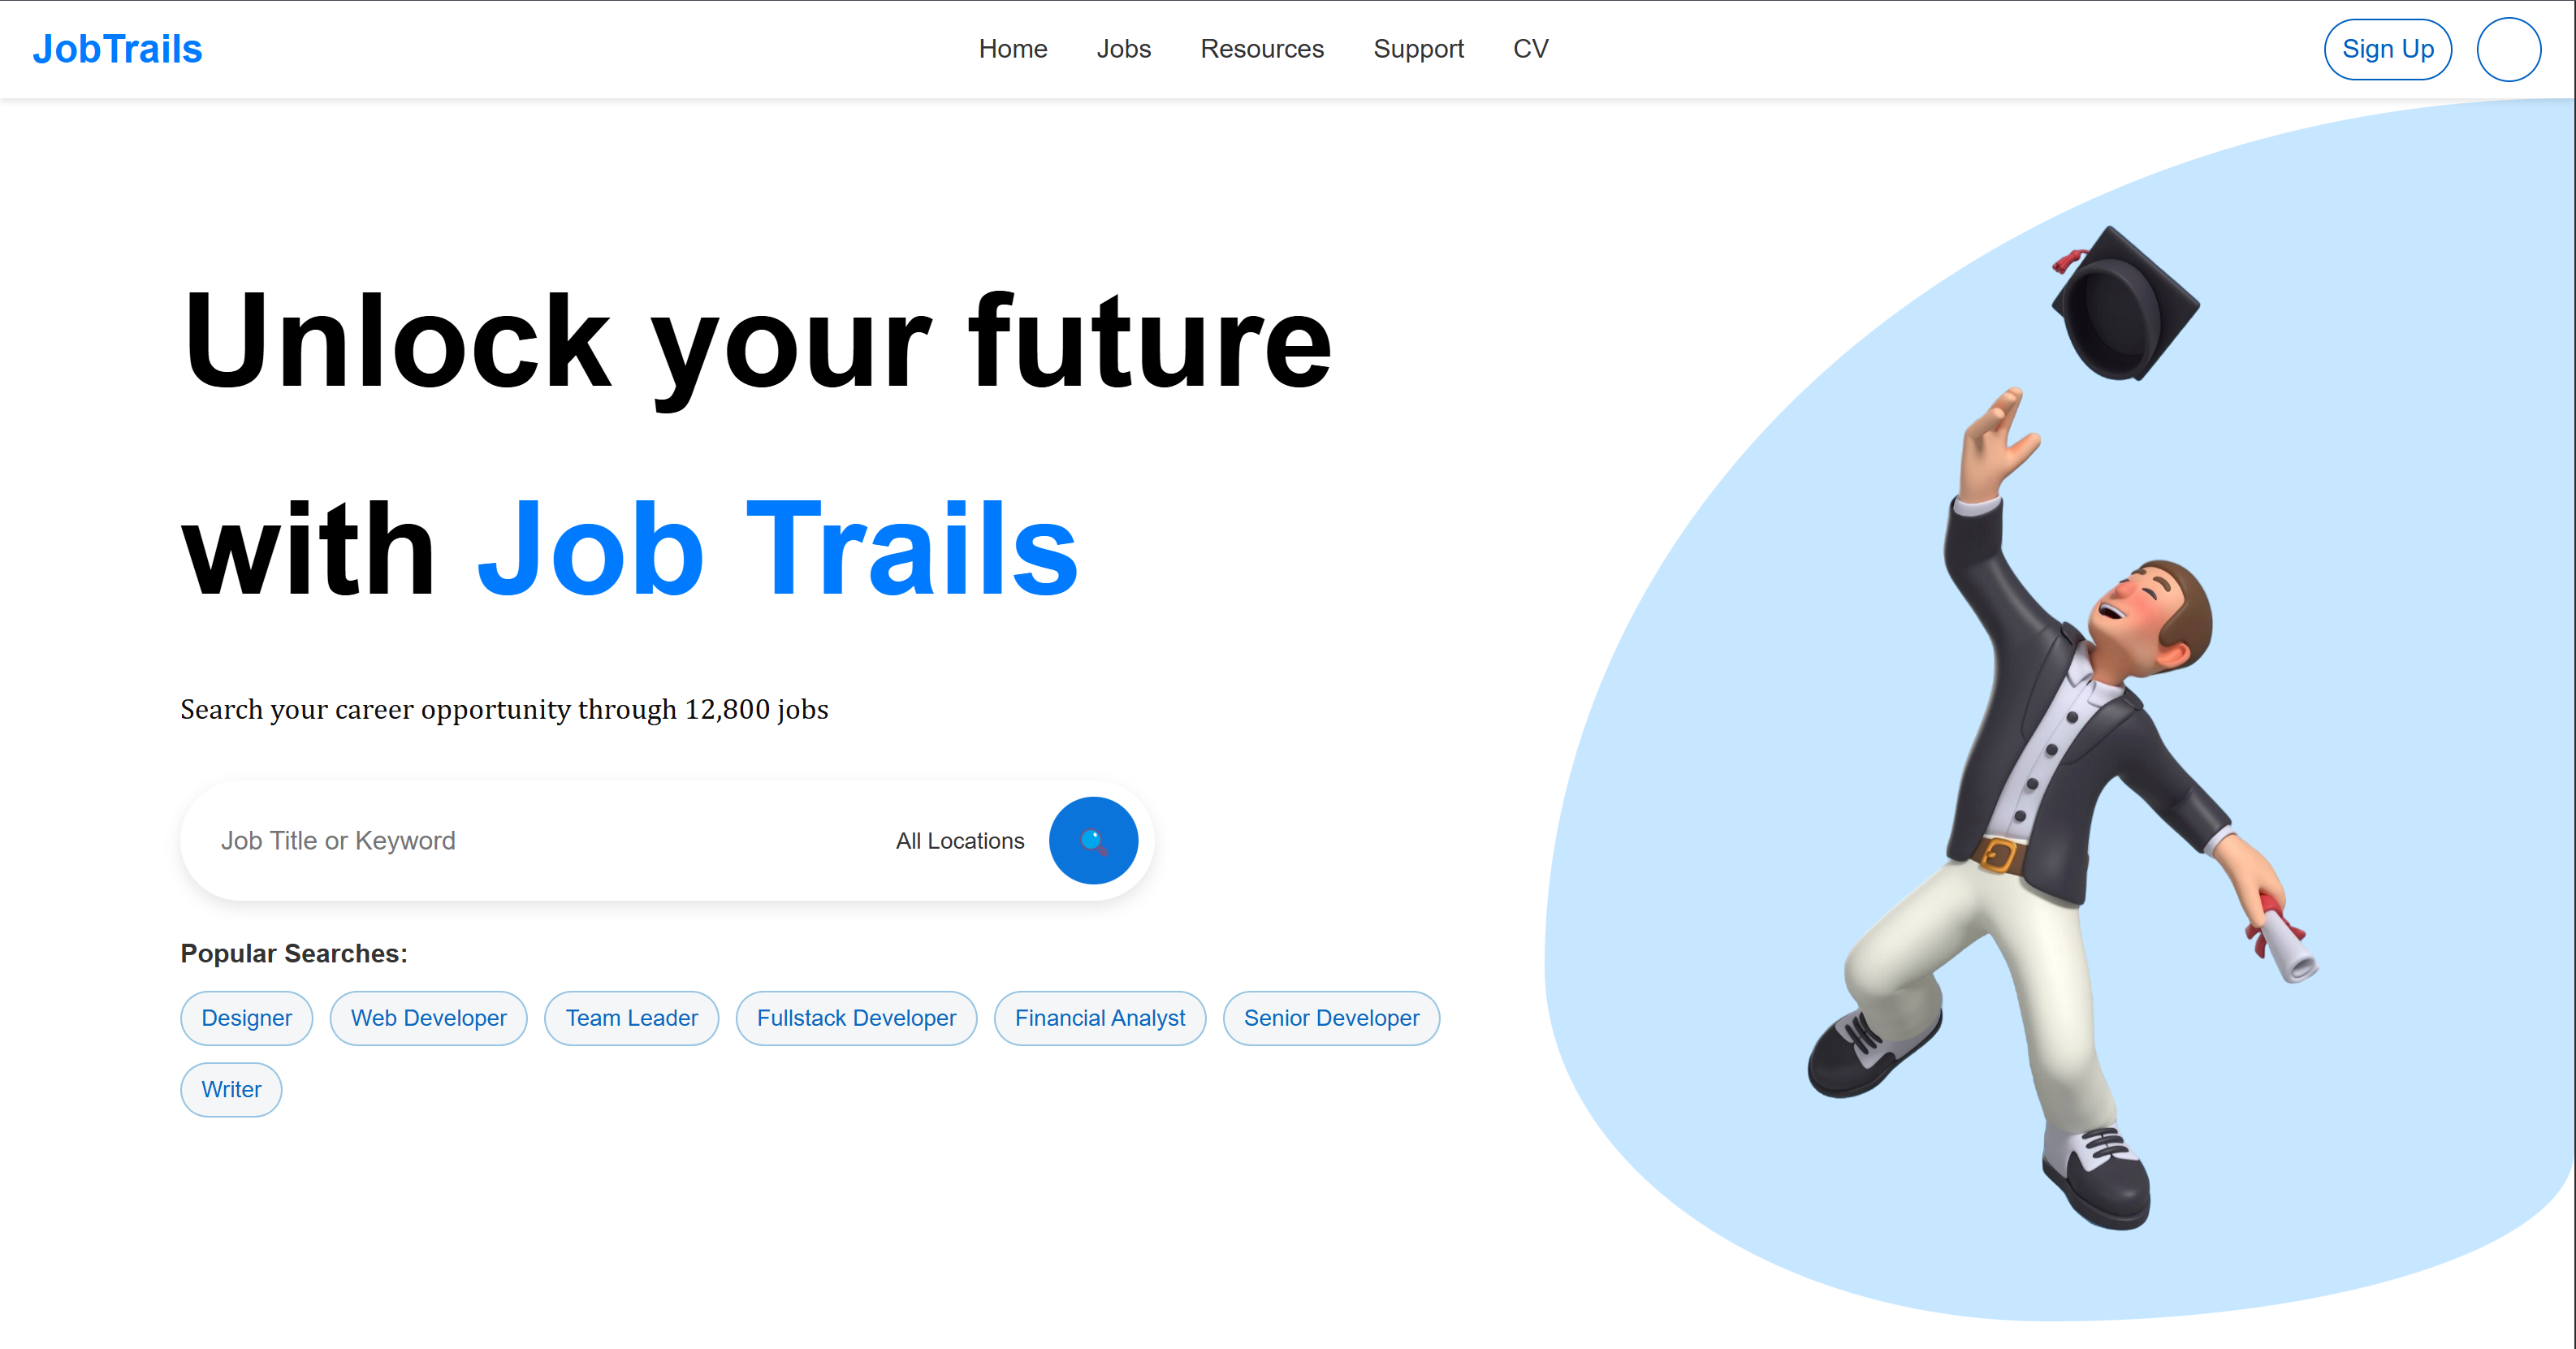 JobTrails
Home Jobs Resources Support CV
Sign Up
Unlock your future
with Job Trails
Search your career opportunity through 12,800 jobs
Job Title or Keyword All Locations
Popular Searches:
Designer Web Developer Team Leader Fullstack Developer Financial Analyst Senior Developer
Writer